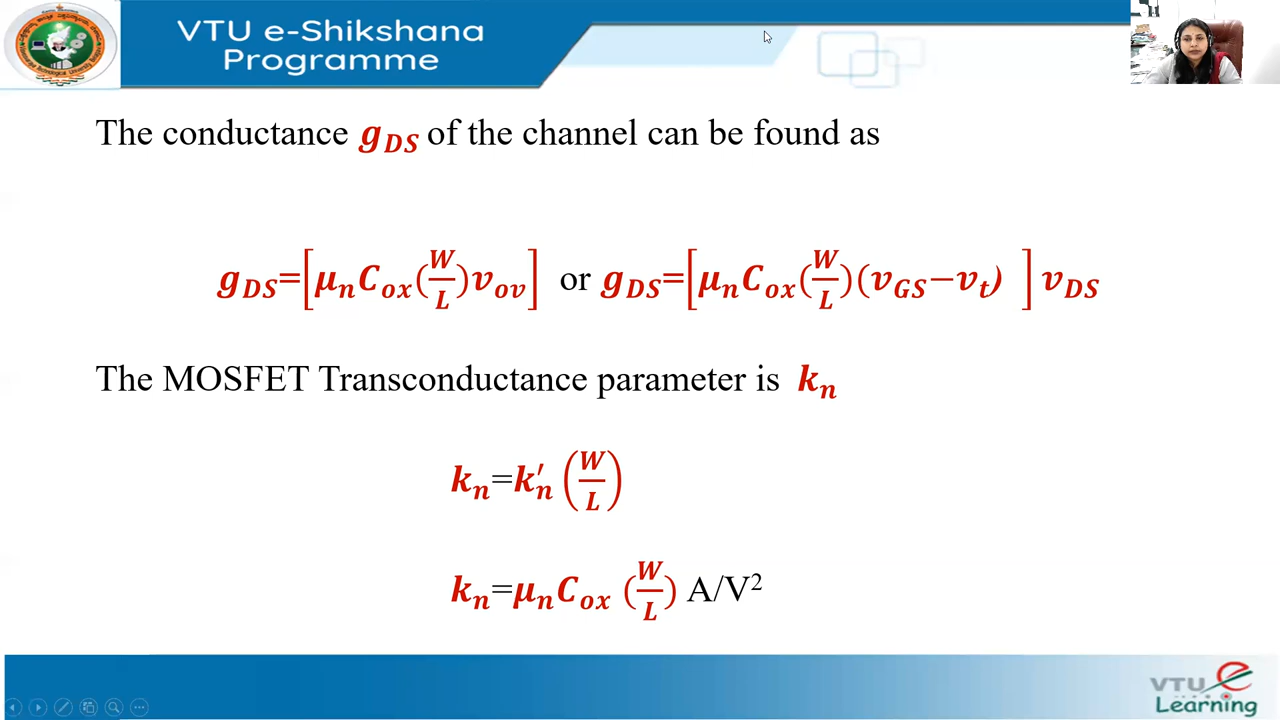 VTU e-Shikshana
Programme
The conductance g_DS of the channel can be found as
g_DS=[μ_n C_ox (W/L) v_ov] or g_DS=[μ_n C_ox (W/L)(v_GS−v_t) ] v_DS
The MOSFET Transconductance parameter is k_n
k_n=k′_n (W/L)
k_n=μ_n C_ox (W/L) A/V²
VTU e
Learning